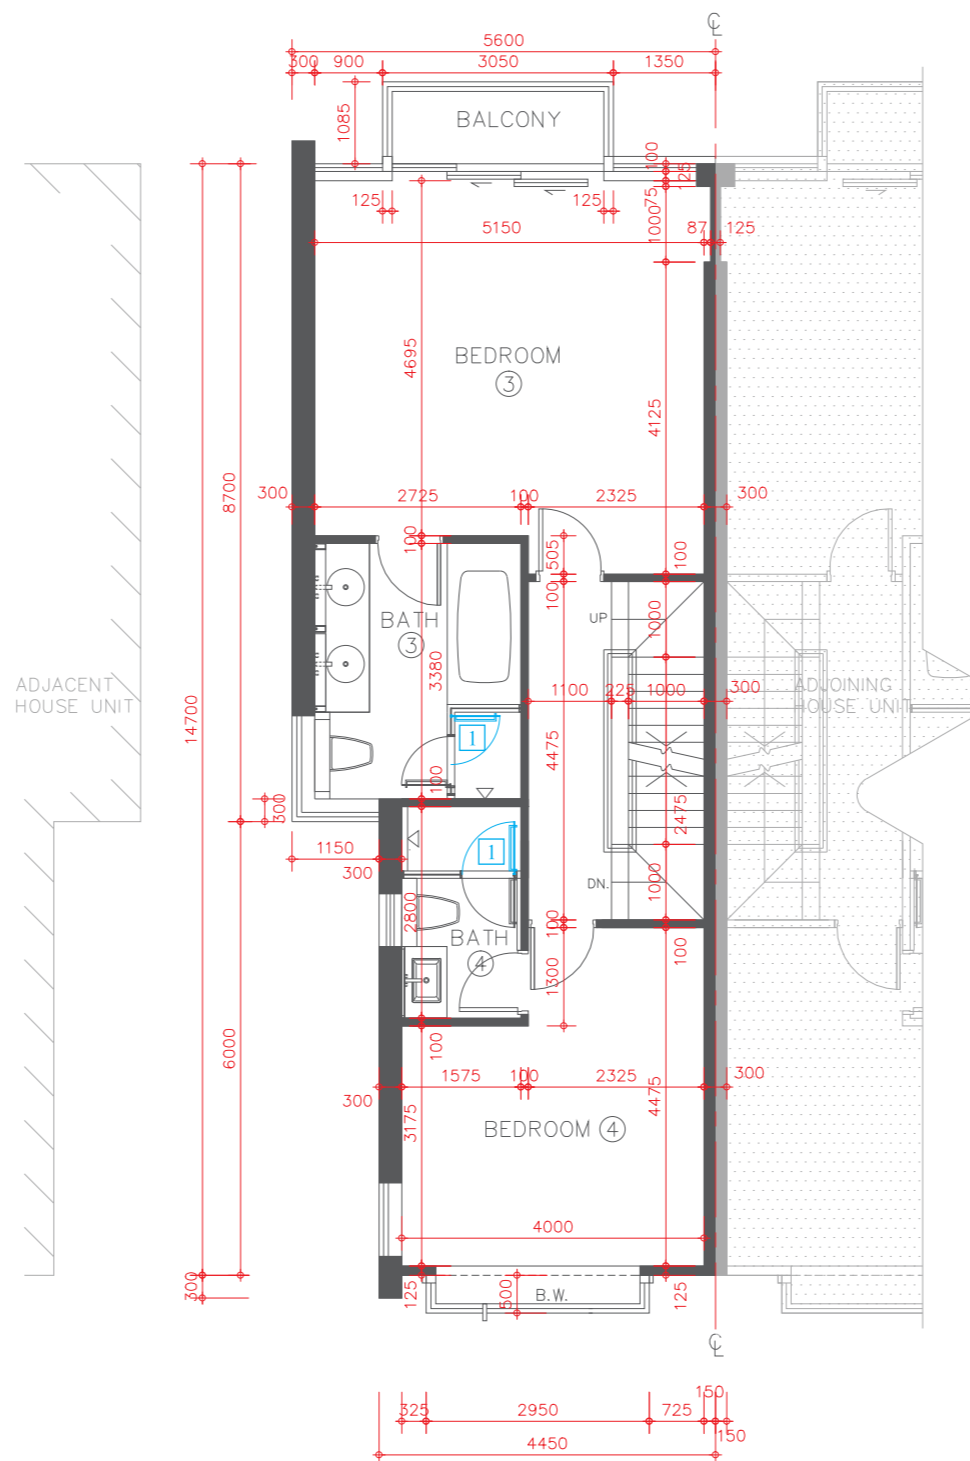 ℄
5600
300 900 3050 1350
1085
BALCONY
100
125
75
125 125
1000
5150 87 125
4695
BEDROOM
3
4125
8700
300 2725 100 2325 300
100
505
100
100
UP
1000
BATH
3
3380
ADJACENT
HOUSE UNIT
ADJOINING
HOUSE UNIT
14700
1100 225 1000 300
1
4475
100
300
2475
1150
300
1
DN.
1000
2800
100
BATH
4
100
1300
100
6000
1575 100 2325 300
300
3175
4475
BEDROOM 4
4000
300
125
500
B.W.
125
℄
150
325 2950 725
150
4450